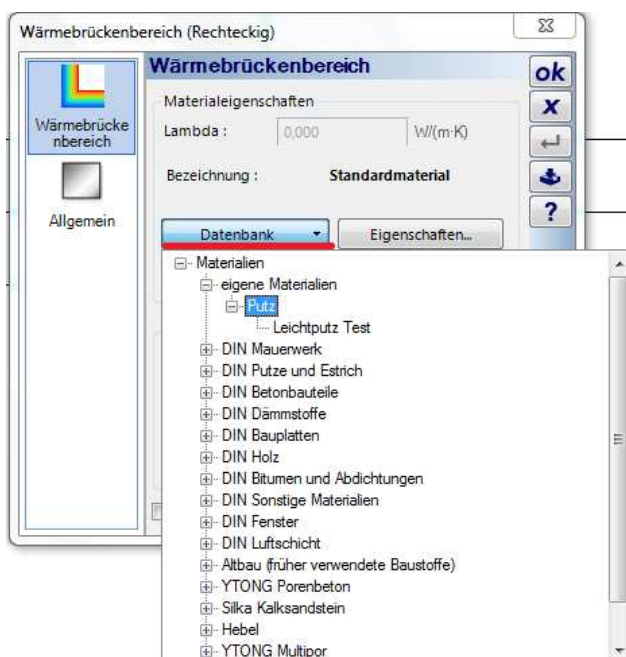 Wärmebrückenbereich (Rechteckig)
Wärmebrücke
nbereich
Allgemein
Wärmebrückenbereich
Materialeigenschaften
Lambda : 0,000 W/(m·K)
Bezeichnung : Standardmaterial
Datenbank Eigenschaften...
ok
x
?
Materialien
eigene Materialien
Putz
Leichtputz Test
DIN Mauerwerk
DIN Putze und Estrich
DIN Betonbauteile
DIN Dämmstoffe
DIN Bauplatten
DIN Holz
DIN Bitumen und Abdichtungen
DIN Sonstige Materialien
DIN Fenster
DIN Luftschicht
Altbau (früher verwendete Baustoffe)
YTONG Porenbeton
Silka Kalksandstein
Hebel
YTONG Multipor